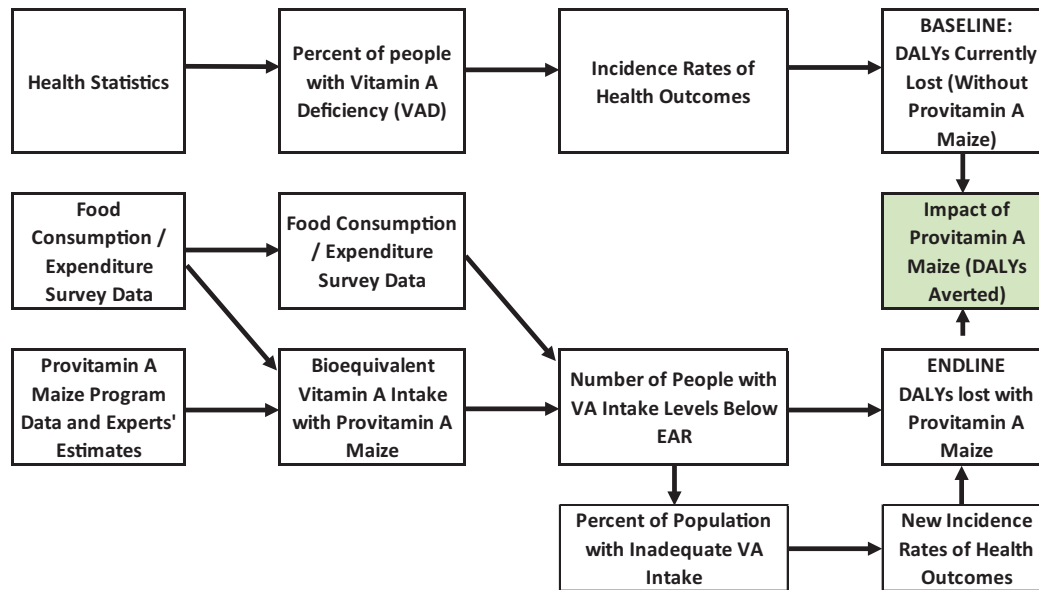 Health Statistics
Percent of people
with Vitamin A
Deficiency (VAD)
Incidence Rates of
Health Outcomes
BASELINE:
DALYs Currently
Lost (Without
Provitamin A
Maize)
Food
Consumption /
Expenditure
Survey Data
Food Consumption
/ Expenditure
Survey Data
Impact of
Provitamin A
Maize (DALYs
Averted)
Provitamin A
Maize Program
Data and Experts'
Estimates
Bioequivalent
Vitamin A Intake
with Provitamin A
Maize
Number of People with
VA Intake Levels Below
EAR
ENDLINE
DALYs lost with
Provitamin A
Maize
Percent of Population
with Inadequate VA
Intake
New Incidence
Rates of Health
Outcomes